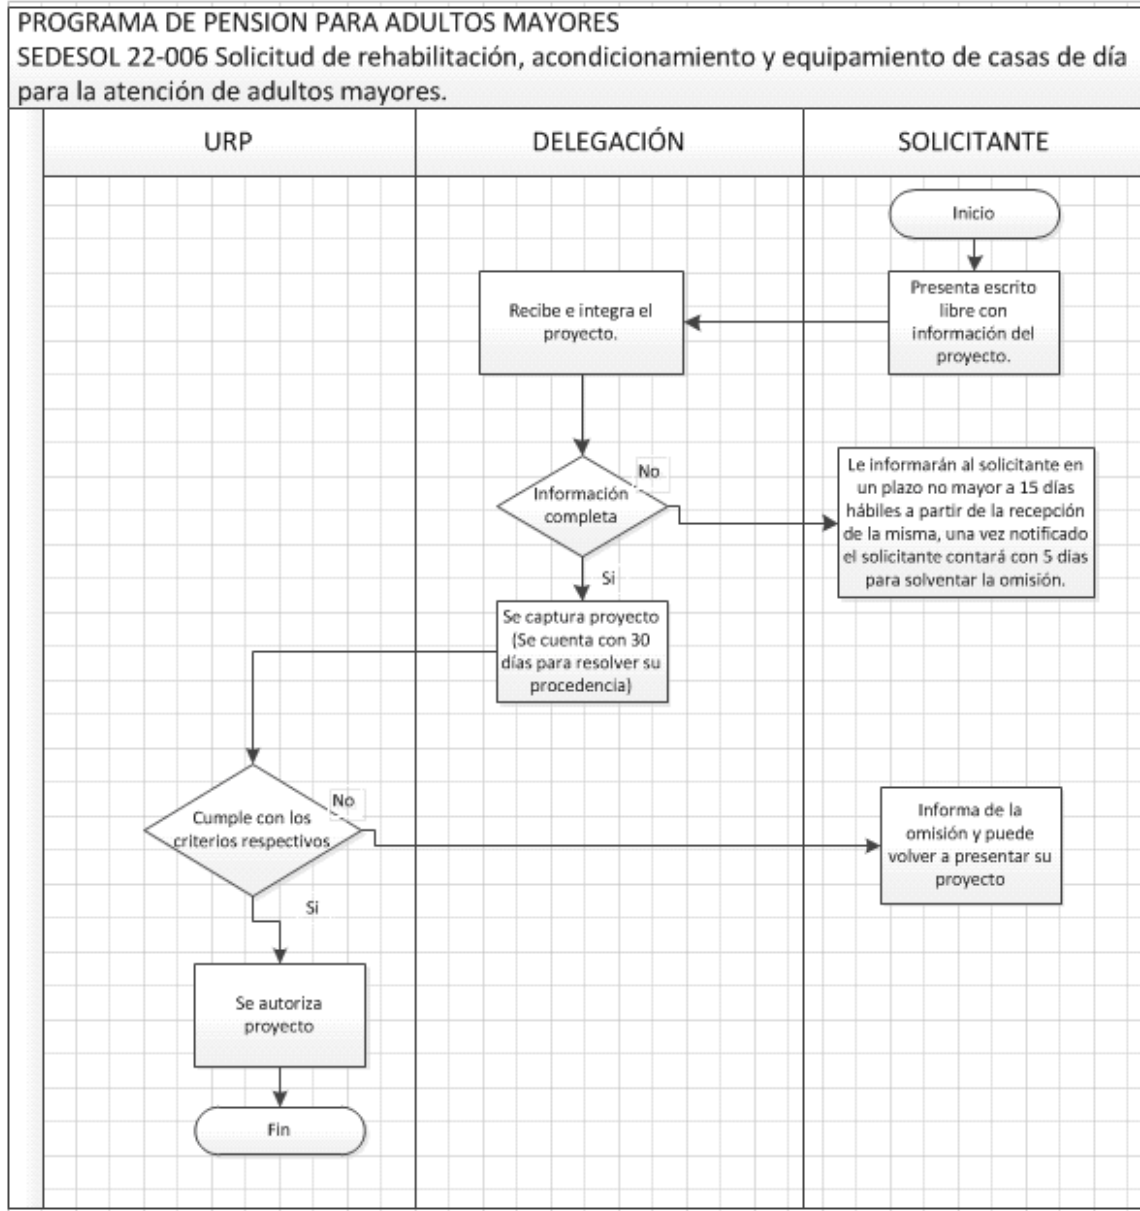 PROGRAMA DE PENSION PARA ADULTOS MAYORES
SEDESOL 22-006 Solicitud de rehabilitación, acondicionamiento y equipamiento de casas de día
para la atención de adultos mayores.
URP
DELEGACIÓN
SOLICITANTE
Inicio
Presenta escrito
libre con
información del
proyecto.
Recibe e integra el
proyecto.
Información
completa
No
Le informarán al solicitante en
un plazo no mayor a 15 días
hábiles a partir de la recepción
de la misma, una vez notificado
el solicitante contará con 5 dias
para solventar la omisión.
Si
Se captura proyecto
(Se cuenta con 30
días para resolver su
procedencia)
Cumple con los
criterios respectivos
No
Informa de la
omisión y puede
volver a presentar su
proyecto
Si
Se autoriza
proyecto
Fin